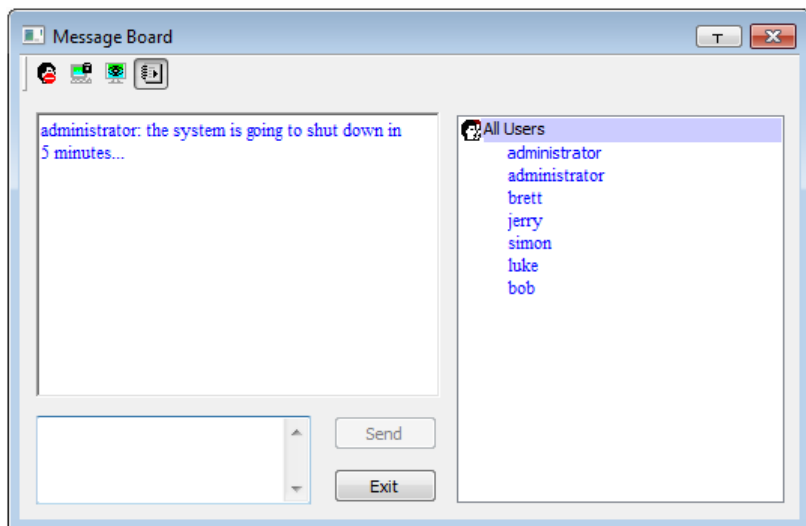 Message Board
T
administrator: the system is going to shut down in
5 minutes...
All Users
administrator
administrator
brett
jerry
simon
luke
bob
Send
Exit